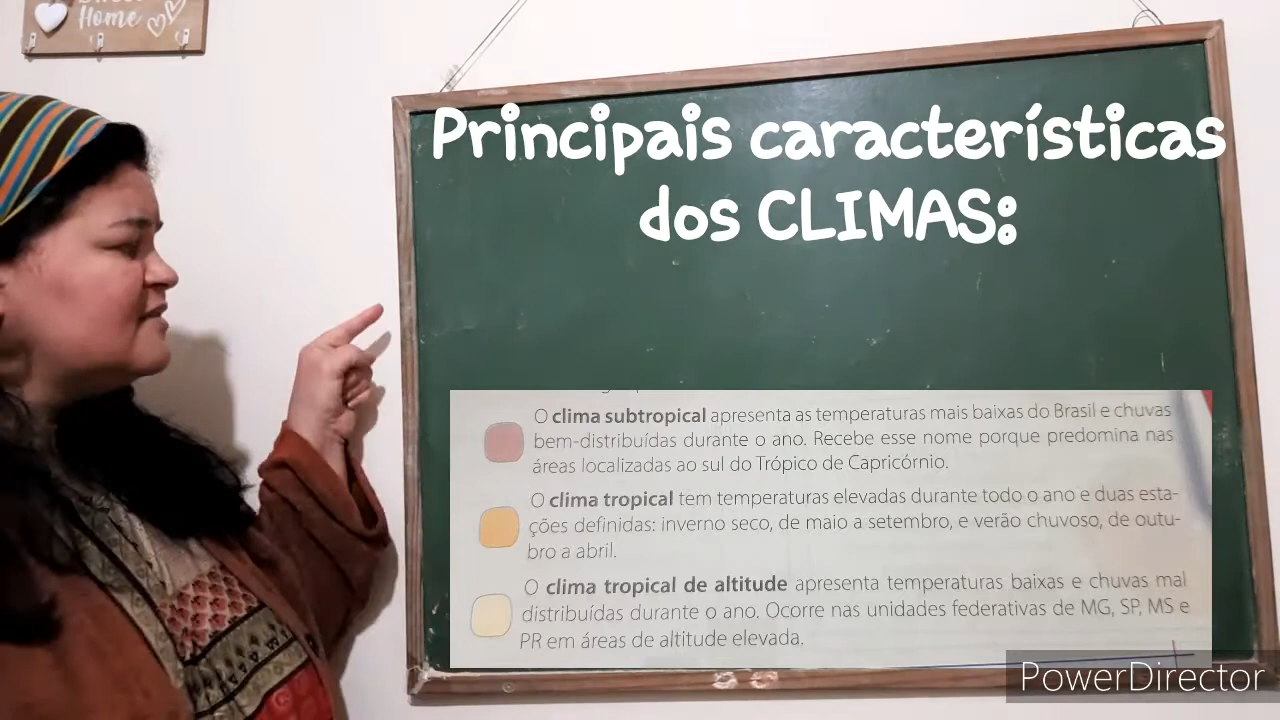 Home
Principais características
dos CLIMAS:
O clima subtropical apresenta as temperaturas mais baixas do Brasil e chuvas
bem-distribuídas durante o ano. Recebe esse nome porque predomina nas
áreas localizadas ao sul do Trópico de Capricórnio.
O clima tropical tem temperaturas elevadas durante todo o ano e duas esta-
ções definidas: inverno seco, de maio a setembro, e verão chuvoso, de outu-
bro a abril.
O clima tropical de altitude apresenta temperaturas baixas e chuvas mal
distribuídas durante o ano. Ocorre nas unidades federativas de MG, SP, MS e
PR em áreas de altitude elevada.
PowerDirector